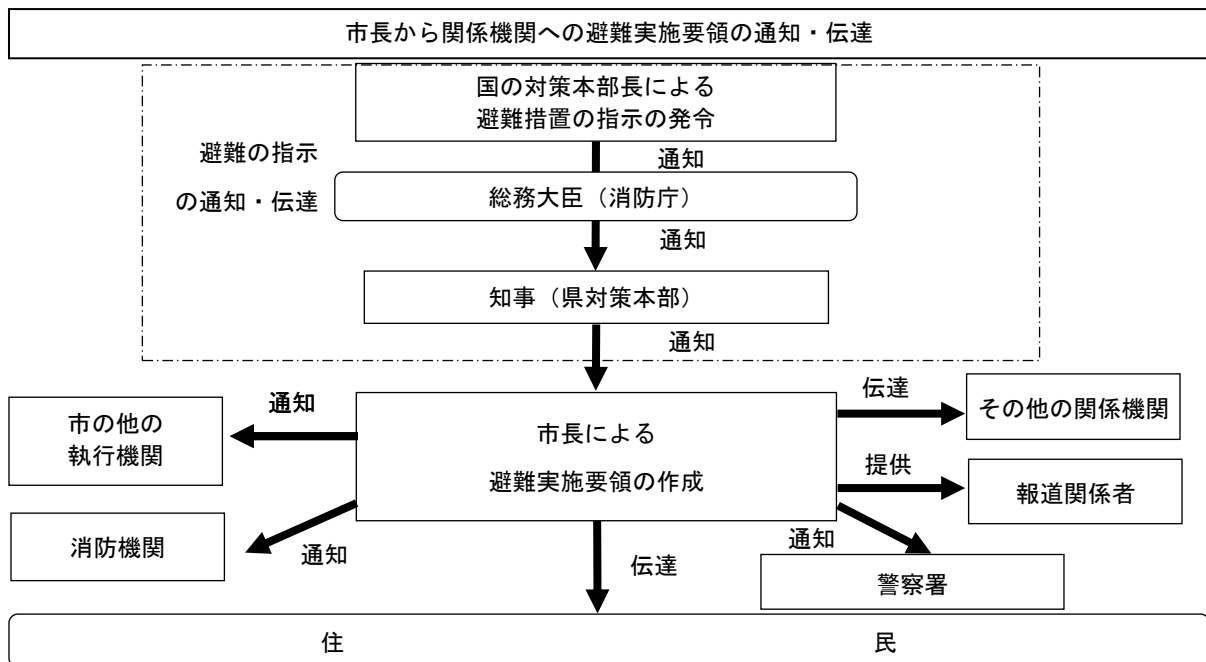 市長から関係機関への避難実施要領の通知・伝達
国の対策本部長による
避難措置の指示の発令
避難の指示
の通知・伝達
通知
総務大臣（消防庁）
通知
知事（県対策本部）
通知
市の他の
執行機関
通知
市長による
避難実施要領の作成
伝達
その他の関係機関
提供
報道関係者
消防機関
通知
伝達
通知
警察署
住　民